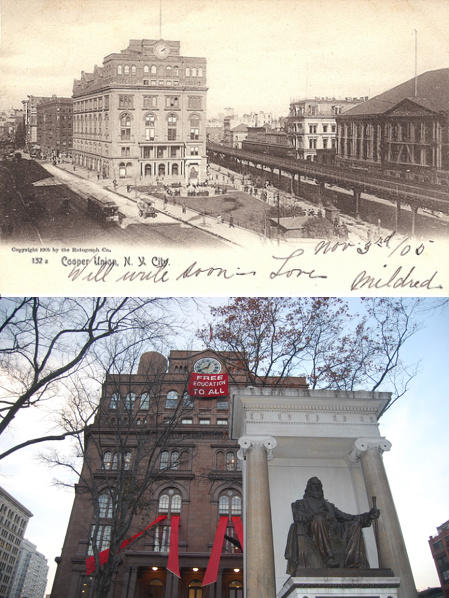 Copyright 1905 by the Rotograph Co.
132 a Cooper Union, N. Y. City.
Nov 3rd/05
Will write soon - Love Mildred
FREE
EDUCATION
TO ALL